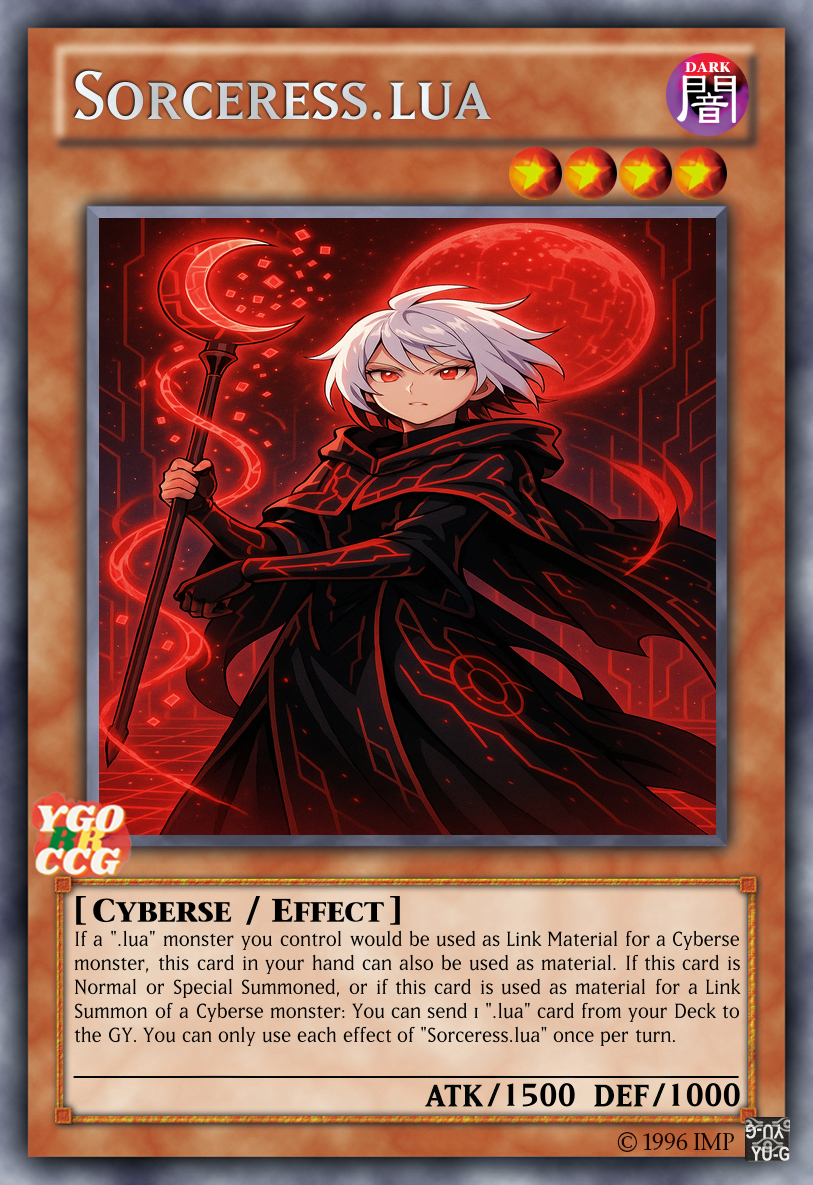 Sorceress.lua
DARK
闇
YGO
RR
CCG
[ Cyberse / Effect ]
If a ".lua" monster you control would be used as Link Material for a Cyberse
monster, this card in your hand can also be used as material. If this card is
Normal or Special Summoned, or if this card is used as material for a Link
Summon of a Cyberse monster: You can send 1 ".lua" card from your Deck to
the GY. You can only use each effect of "Sorceress.lua" once per turn.
ATK/1500 DEF/1000
© 1996 IMP
YU-G
YU-G